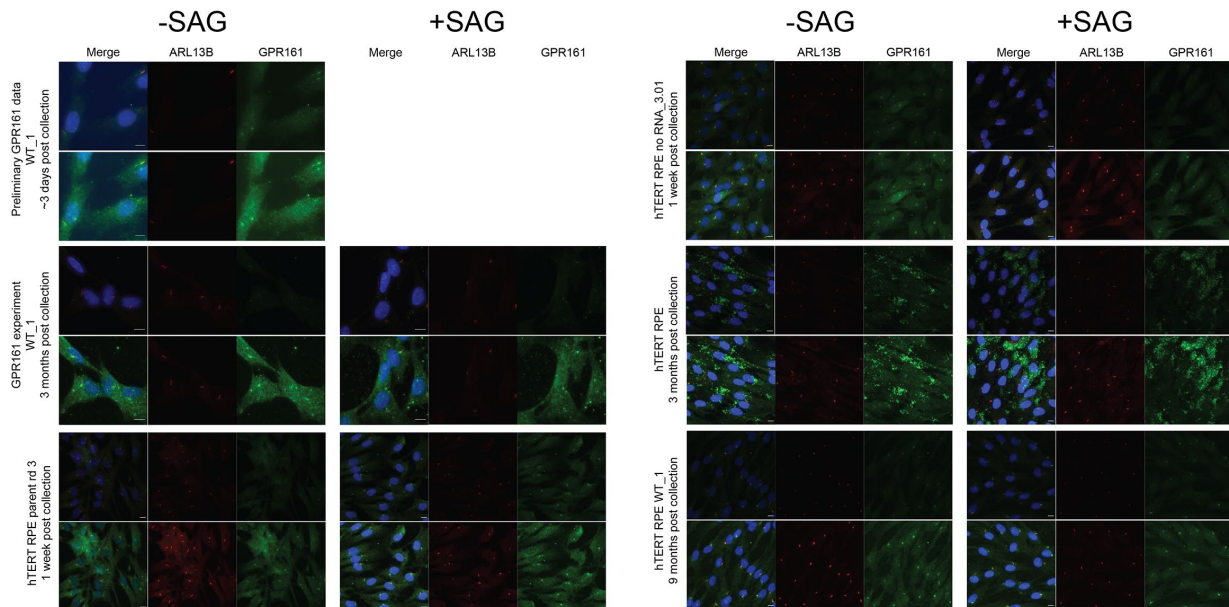 -SAG
+SAG
Merge
ARL13B
GPR161
Merge
ARL13B
GPR161
Preliminary GPR161 data
WT_1
~3 days post collection
GPR161 experiment
WT_1
3 months post collection
hTERT RPE parent rd 3
1 week post collection
-SAG
+SAG
Merge
ARL13B
GPR161
Merge
ARL13B
GPR161
hTERT RPE no RNA_3.01
1 week post collection
hTERT RPE
3 months post collection
hTERT RPE WT_1
9 months post collection